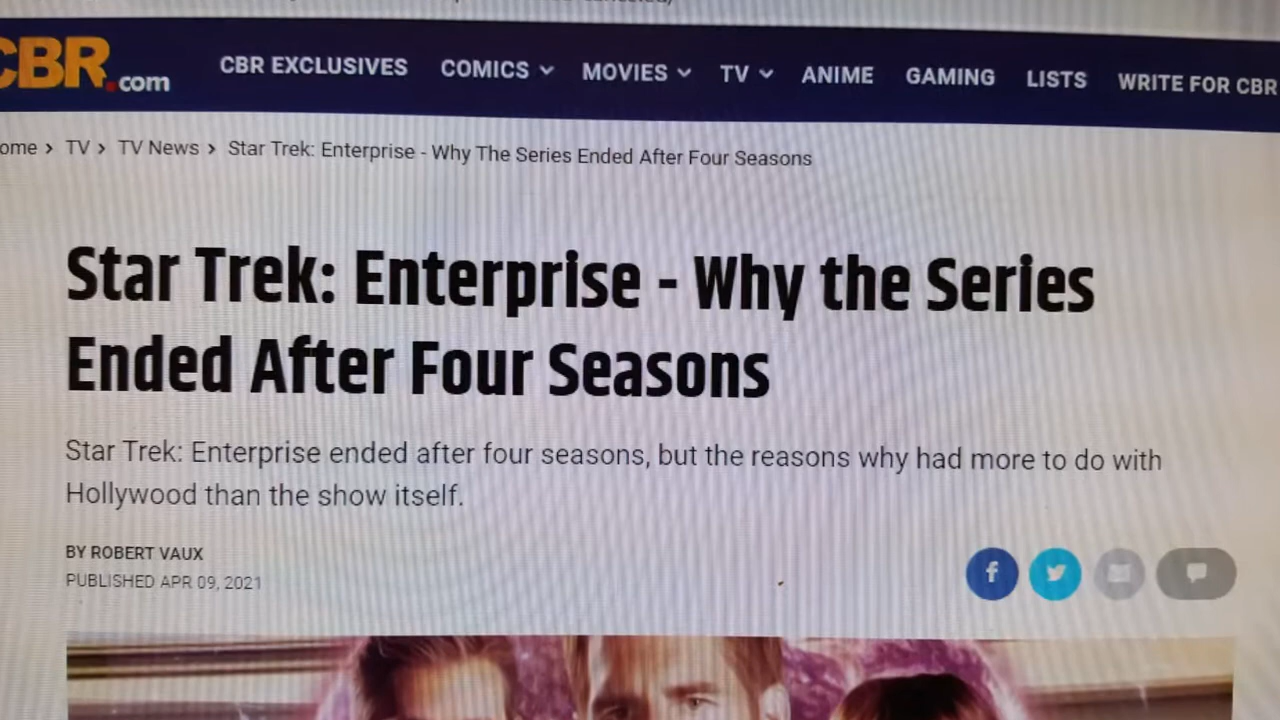 CBR.com CBR EXCLUSIVES COMICS MOVIES TV ANIME GAMING LISTS WRITE FOR CBR
ome > TV > TV News > Star Trek: Enterprise - Why The Series Ended After Four Seasons
Star Trek: Enterprise - Why the Series
Ended After Four Seasons
Star Trek: Enterprise ended after four seasons, but the reasons why had more to do with
Hollywood than the show itself.
BY ROBERT VAUX
PUBLISHED APR 09, 2021
f